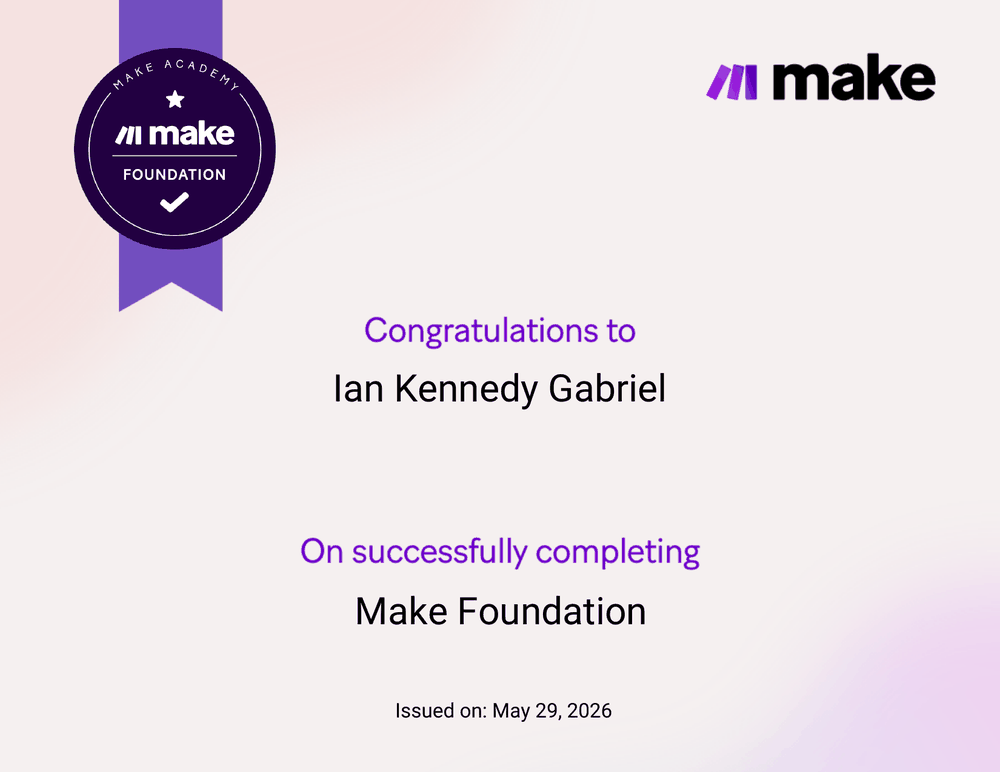 MAKE ACADEMY
make
FOUNDATION
make
Congratulations to
Ian Kennedy Gabriel
On successfully completing
Make Foundation
Issued on: May 29, 2026